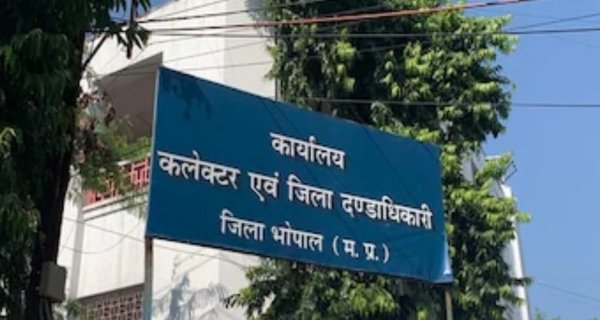 कार्यालय
कलेक्टर एवं जिला दण्डाधिकारी
जिला भोपाल ( म. प्र. )